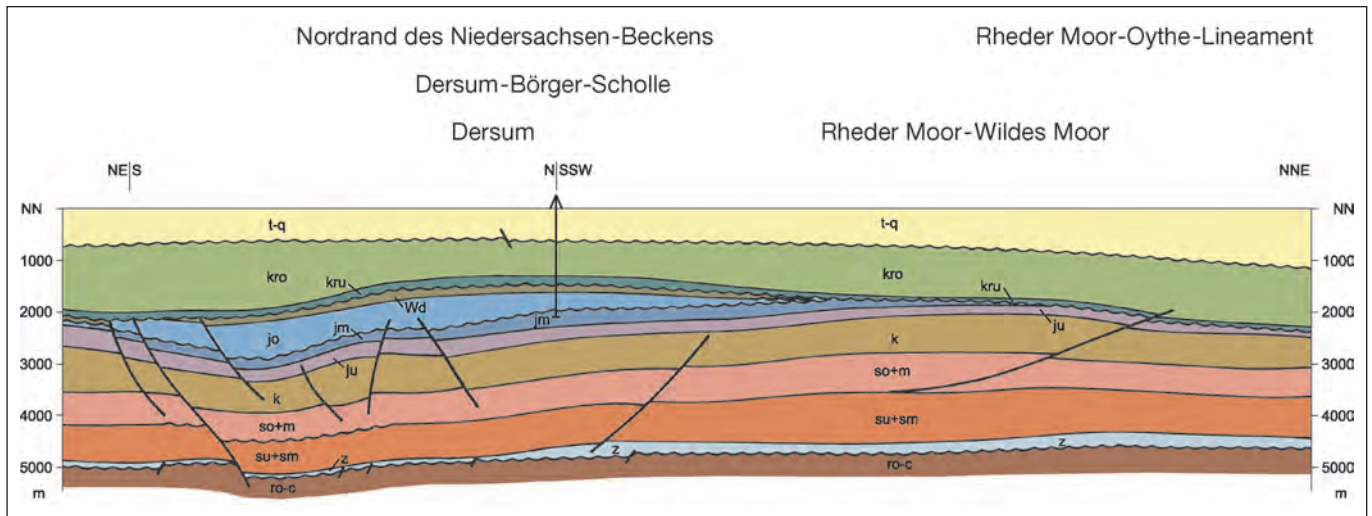 Nordrand des Niedersachsen-Beckens Rheder Moor-Oythe-Lineament
Dersum-Börger-Scholle
Dersum Rheder Moor-Wildes Moor
NE|S N|SSW NNE
NN NN
t-q t-q
1000 1000
kro kru kro kru
Wd
2000 2000
jo jm jm ju
k
3000 ju 3000
k so+m
4000 so+m 4000
su+sm
su+sm z z z
5000 ro-c ro-c 5000
m m